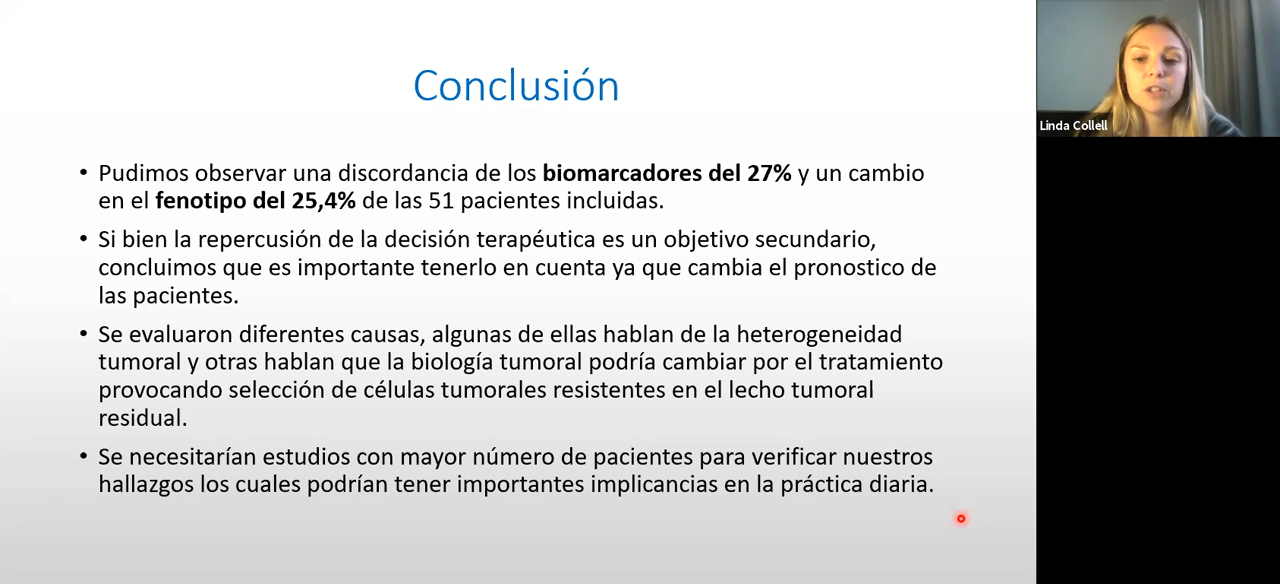 Conclusión
• Pudimos observar una discordancia de los biomarcadores del 27% y un cambio
en el fenotipo del 25,4% de las 51 pacientes incluidas.
• Si bien la repercusión de la decisión terapéutica es un objetivo secundario,
concluimos que es importante tenerlo en cuenta ya que cambia el pronostico de
las pacientes.
• Se evaluaron diferentes causas, algunas de ellas hablan de la heterogeneidad
tumoral y otras hablan que la biología tumoral podría cambiar por el tratamiento
provocando selección de células tumorales resistentes en el lecho tumoral
residual.
• Se necesitarían estudios con mayor número de pacientes para verificar nuestros
hallazgos los cuales podrían tener importantes implicancias en la práctica diaria.
Linda Collell